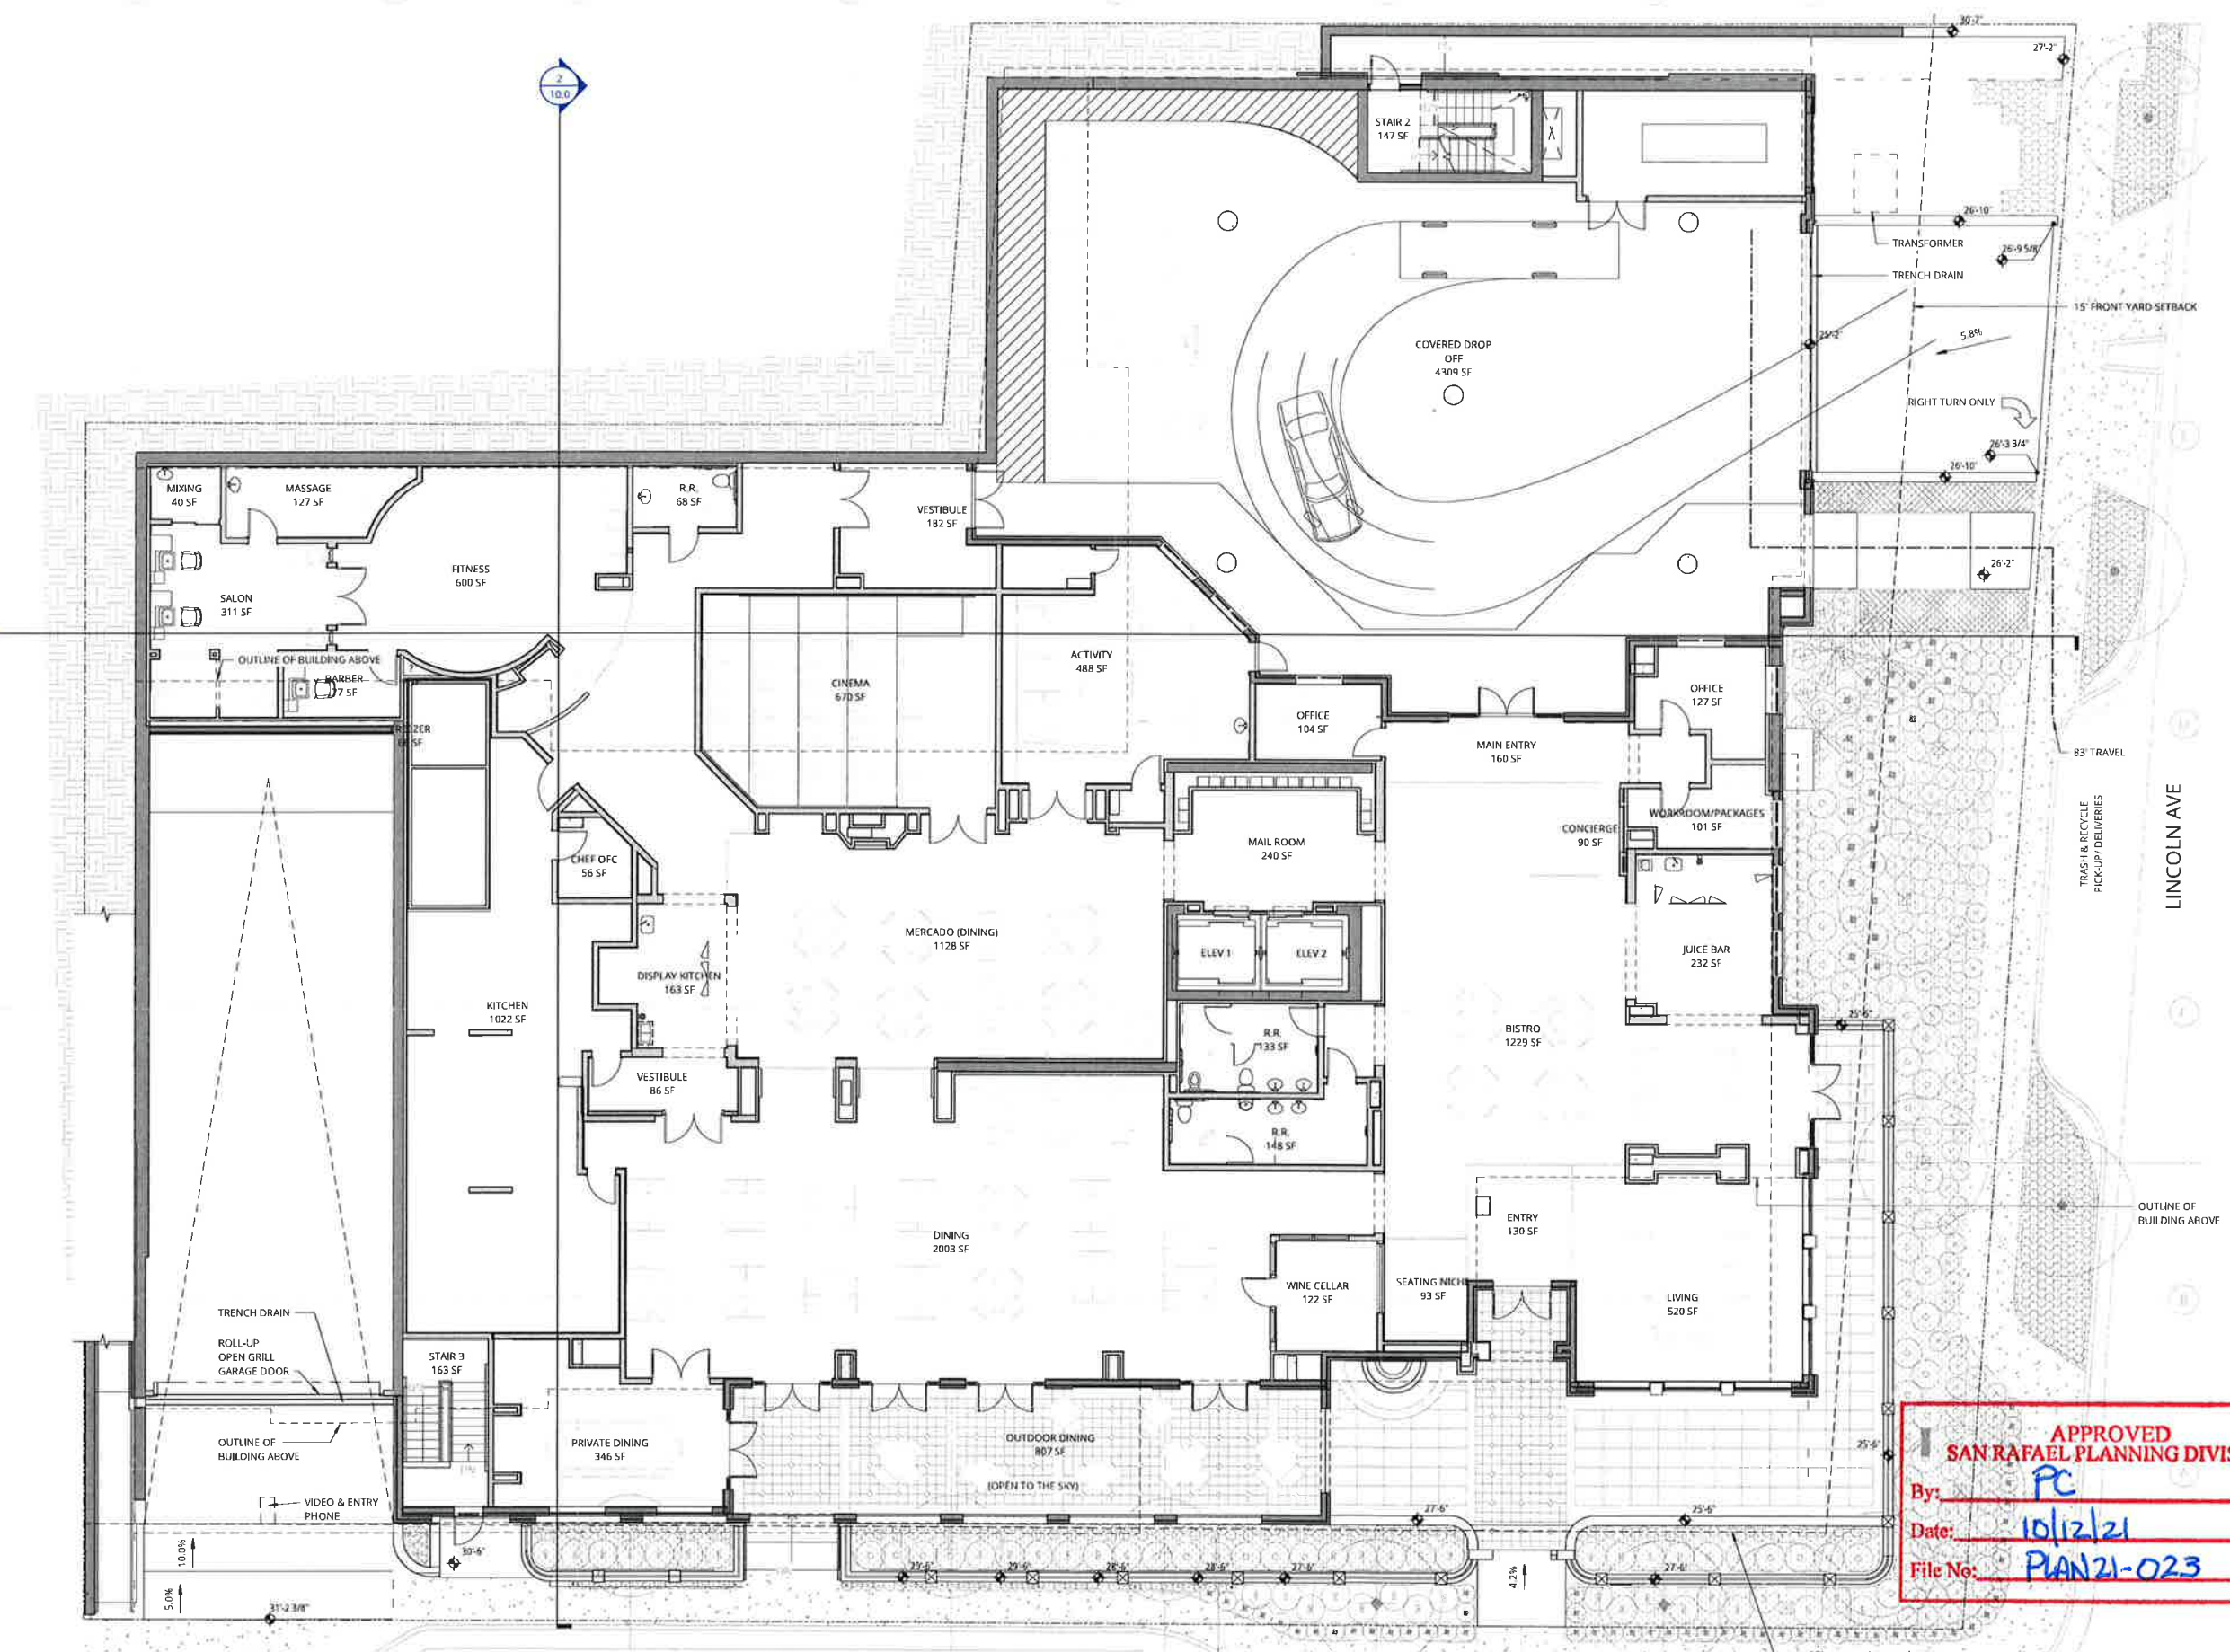 30'-2"
27'-2"
2
10.0
STAIR 2
147 SF
26'-10"
TRANSFORMER
26'-9 5/8"
TRENCH DRAIN
15' FRONT YARD SETBACK
5.8%
25'-2"
COVERED DROP
OFF
4309 SF
RIGHT TURN ONLY
26'-3 3/4"
26'-10"
MIXING
40 SF
MASSAGE
127 SF
R.R.
68 SF
VESTIBULE
182 SF
FITNESS
600 SF
26'-2"
SALON
311 SF
OUTLINE OF BUILDING ABOVE
BARBER
77 SF
CINEMA
670 SF
ACTIVITY
488 SF
OFFICE
127 SF
OFFICE
104 SF
MAIN ENTRY
160 SF
83' TRAVEL
TRASH & RECYCLE
PICK-UP / DELIVERIES
LINCOLN AVE
WORKROOM/PACKAGES
101 SF
CONCIERGE
90 SF
MAIL ROOM
240 SF
CHEF OFC
56 SF
MERCADO (DINING)
1128 SF
ELEV 1
ELEV 2
JUICE BAR
232 SF
DISPLAY KITCHEN
163 SF
KITCHEN
1022 SF
25'-6"
R.R.
133 SF
BISTRO
1229 SF
VESTIBULE
86 SF
R.R.
148 SF
OUTLINE OF
BUILDING ABOVE
ENTRY
130 SF
DINING
2003 SF
WINE CELLAR
122 SF
SEATING NICH
93 SF
LIVING
520 SF
TRENCH DRAIN
ROLL-UP
OPEN GRILL
GARAGE DOOR
STAIR 3
163 SF
OUTLINE OF
BUILDING ABOVE
PRIVATE DINING
346 SF
OUTDOOR DINING
807 SF
(OPEN TO THE SKY)
25'-6"
VIDEO & ENTRY
PHONE
27'-6"
25'-6"
10.0%
5.0%
30'-6"
29'-6"
29'-6"
28'-6"
28'-6"
27'-6"
4.2%
27'-6"
31'-2 3/8"
APPROVED
SAN RAFAEL PLANNING DIVIS
By: PC
Date: 10/12/21
File No: PLAN21-023